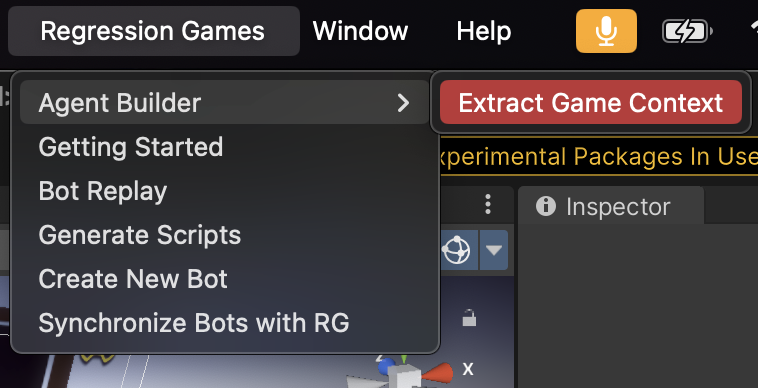 Regression Games Window Help
Agent Builder Extract Game Context
Getting Started
Experimental Packages In Use
Bot Replay
Inspector
Generate Scripts
Create New Bot
Synchronize Bots with RG
x